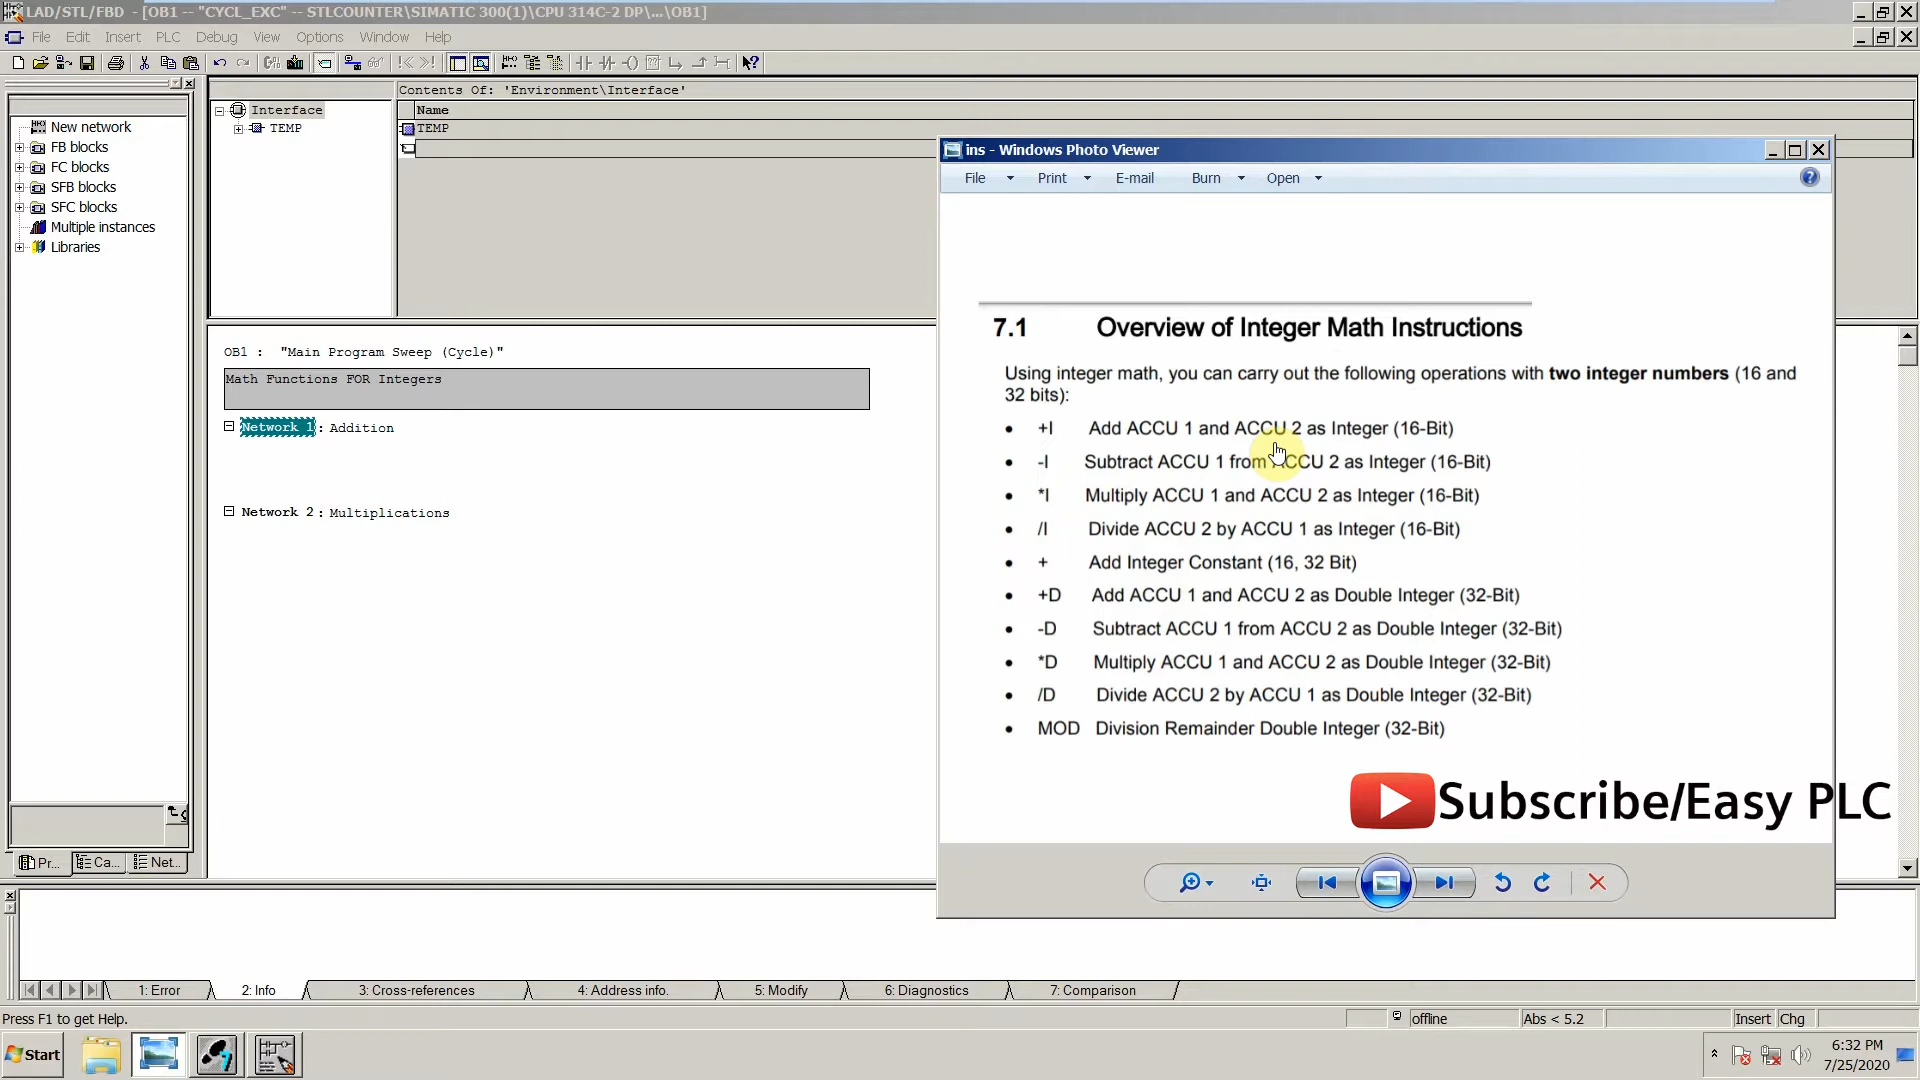 LAD/STL/FBD - [OB1 -- "CYCL_EXC" -- STLCOUNTER\SIMATIC 300(1)\CPU 314C-2 DP\...\OB1]
File Edit Insert PLC Debug View Options Window Help
New network
FB blocks
FC blocks
SFB blocks
SFC blocks
Multiple instances
Libraries
Pr... Ca... Net...
Interface
TEMP
Contents Of: 'Environment\Interface'
Name
TEMP
OB1 : "Main Program Sweep (Cycle)"
Math Functions FOR Integers
Network 1: Addition
Network 2: Multiplications
ins - Windows Photo Viewer
File Print E-mail Burn Open
7.1 Overview of Integer Math Instructions
Using integer math, you can carry out the following operations with two integer numbers (16 and
32 bits):
• +I Add ACCU 1 and ACCU 2 as Integer (16-Bit)
• -I Subtract ACCU 1 from ACCU 2 as Integer (16-Bit)
• *I Multiply ACCU 1 and ACCU 2 as Integer (16-Bit)
• /I Divide ACCU 2 by ACCU 1 as Integer (16-Bit)
• + Add Integer Constant (16, 32 Bit)
• +D Add ACCU 1 and ACCU 2 as Double Integer (32-Bit)
• -D Subtract ACCU 1 from ACCU 2 as Double Integer (32-Bit)
• *D Multiply ACCU 1 and ACCU 2 as Double Integer (32-Bit)
• /D Divide ACCU 2 by ACCU 1 as Double Integer (32-Bit)
• MOD Division Remainder Double Integer (32-Bit)
Subscribe/Easy PLC
1: Error 2: Info 3: Cross-references 4: Address info. 5: Modify 6: Diagnostics 7: Comparison
Press F1 to get Help. offline Abs < 5.2 Insert Chg
Start
6:32 PM
7/25/2020